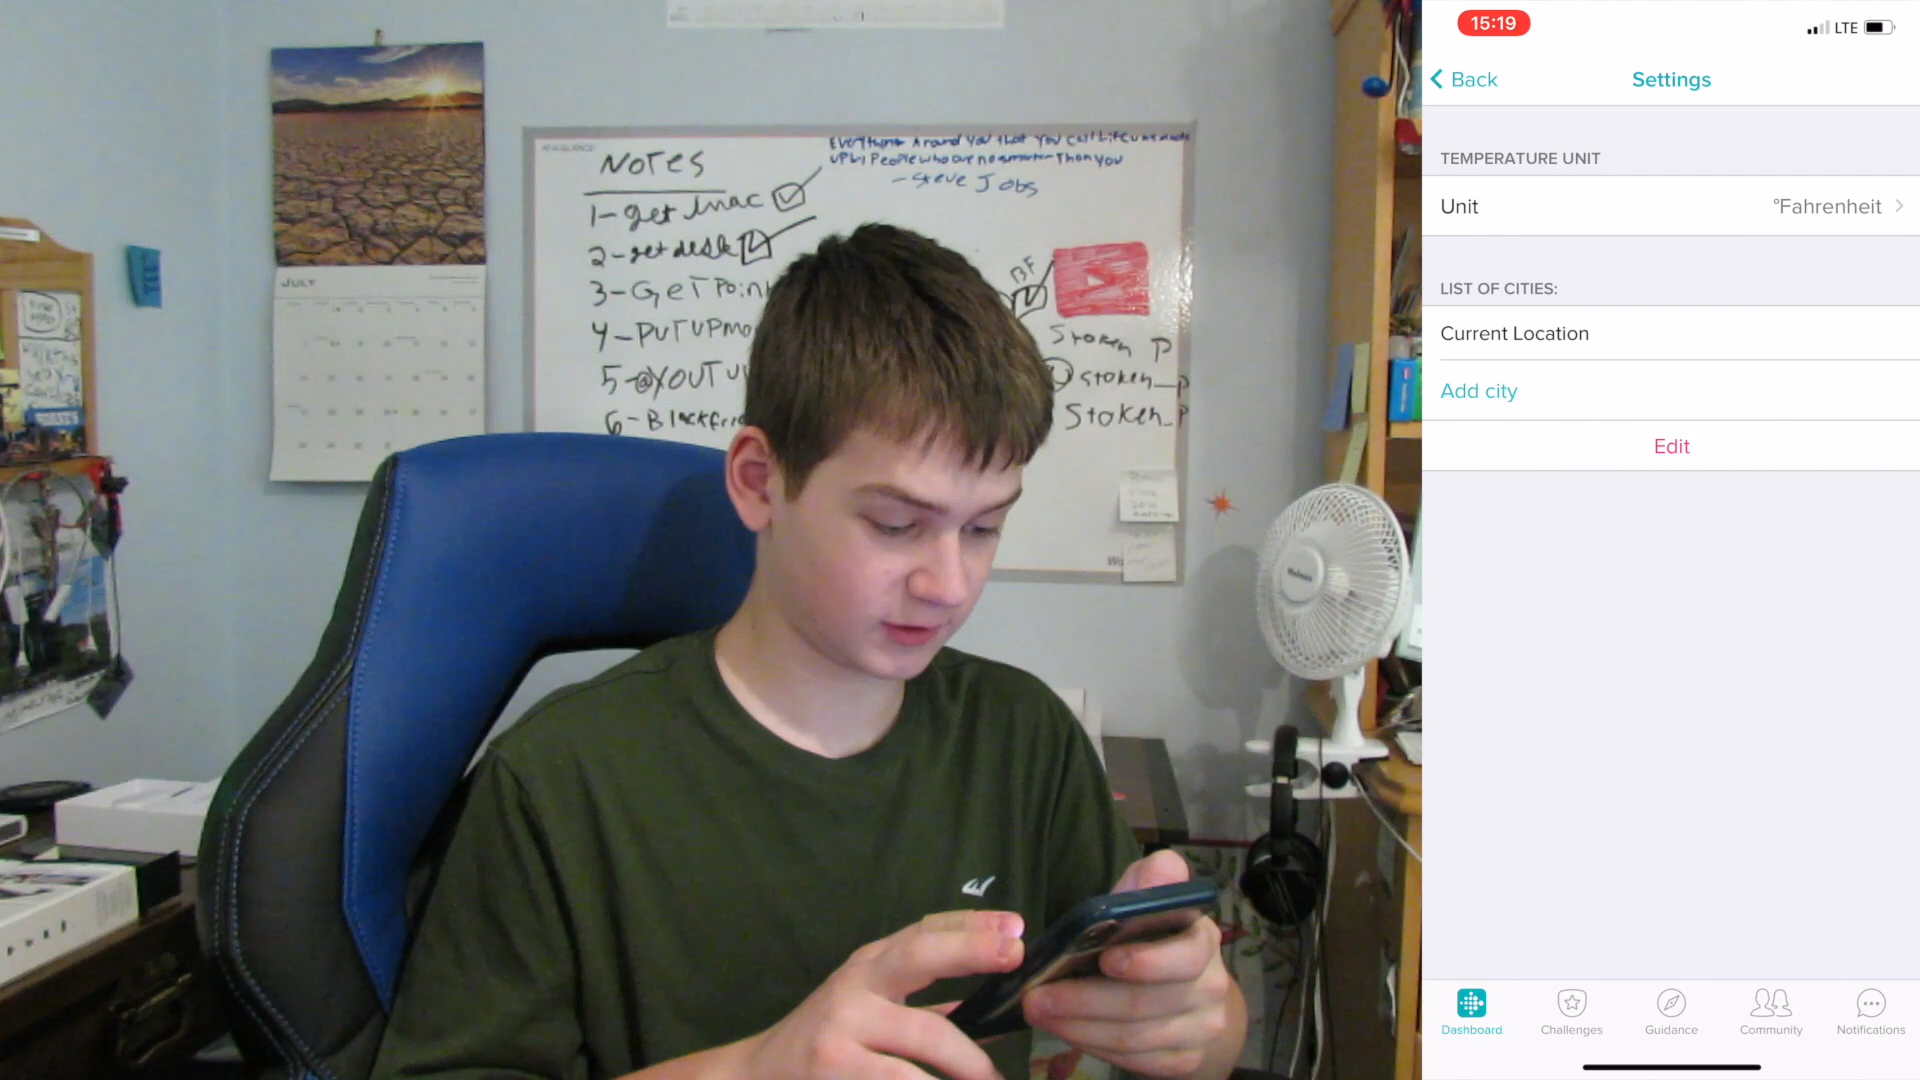 JULY
NOTES
1-get imac
2-get desk
3-GeT Poin
4-PUTUPmo
5-@YOUTU
6-Blackfri
Everything Around You that You Call Life was made
UP by People who are no smarter Than You
- Steve Jobs
BF
Stoken P
Stoken_P
Stoken_P
15:19
LTE
Back
Settings
TEMPERATURE UNIT
Unit
°Fahrenheit
LIST OF CITIES:
Current Location
Add city
Edit
Dashboard
Challenges
Guidance
Community
Notifications